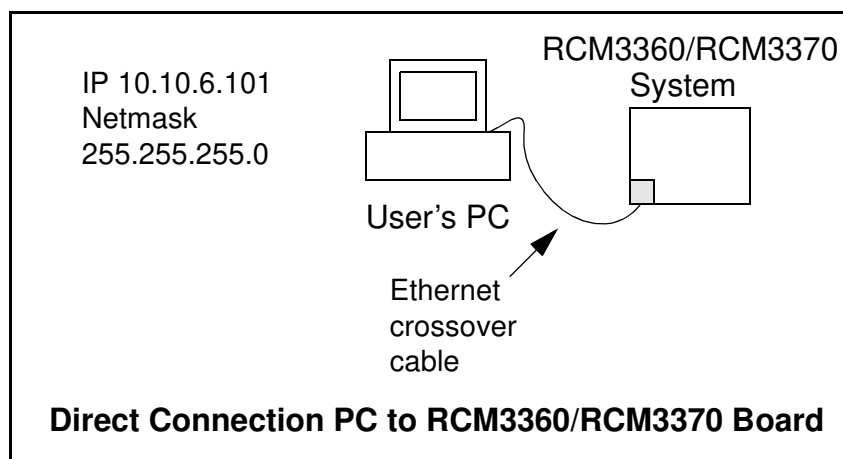 IP 10.10.6.101
Netmask
255.255.255.0
RCM3360/RCM3370
System
User's PC
Ethernet
crossover
cable
Direct Connection PC to RCM3360/RCM3370 Board